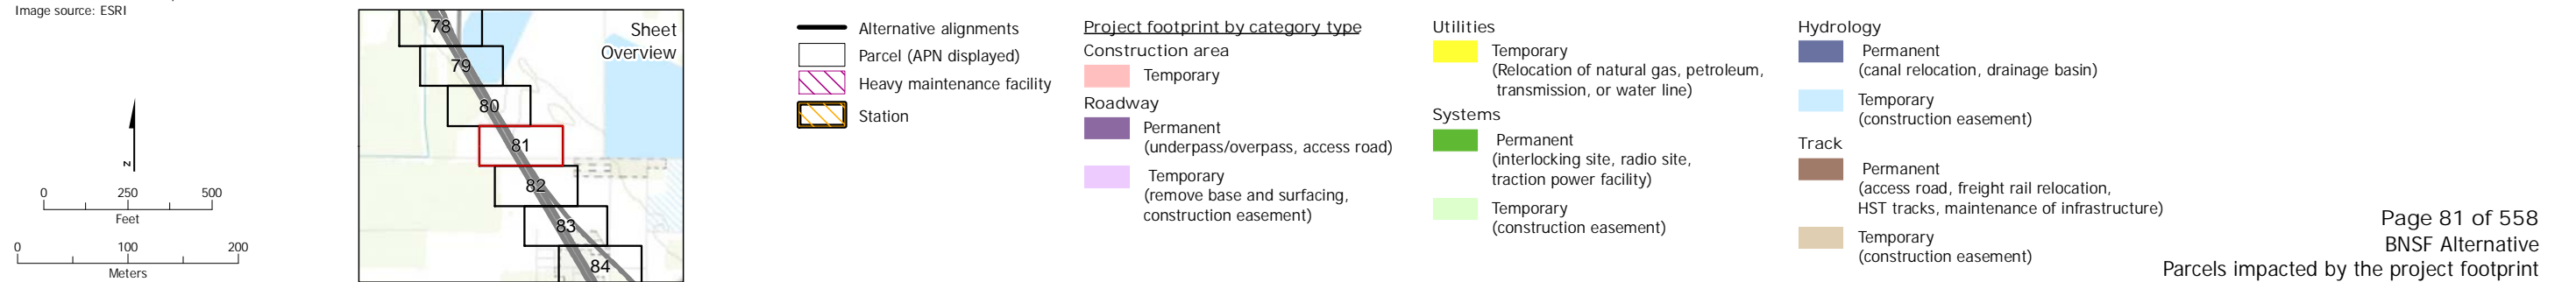 Image source: ESRI
N
0 250 500
Feet
0 100 200
Meters
Sheet
Overview
78
79
80
81
82
83
84
Alternative alignments
Parcel (APN displayed)
Heavy maintenance facility
Station
Project footprint by category type
Construction area
Temporary
Roadway
Permanent
(underpass/overpass, access road)
Temporary
(remove base and surfacing,
construction easement)
Utilities
Temporary
(Relocation of natural gas, petroleum,
transmission, or water line)
Systems
Permanent
(interlocking site, radio site,
traction power facility)
Temporary
(construction easement)
Hydrology
Permanent
(canal relocation, drainage basin)
Temporary
(construction easement)
Track
Permanent
(access road, freight rail relocation,
HST tracks, maintenance of infrastructure)
Temporary
(construction easement)
Page 81 of 558
BNSF Alternative
Parcels impacted by the project footprint